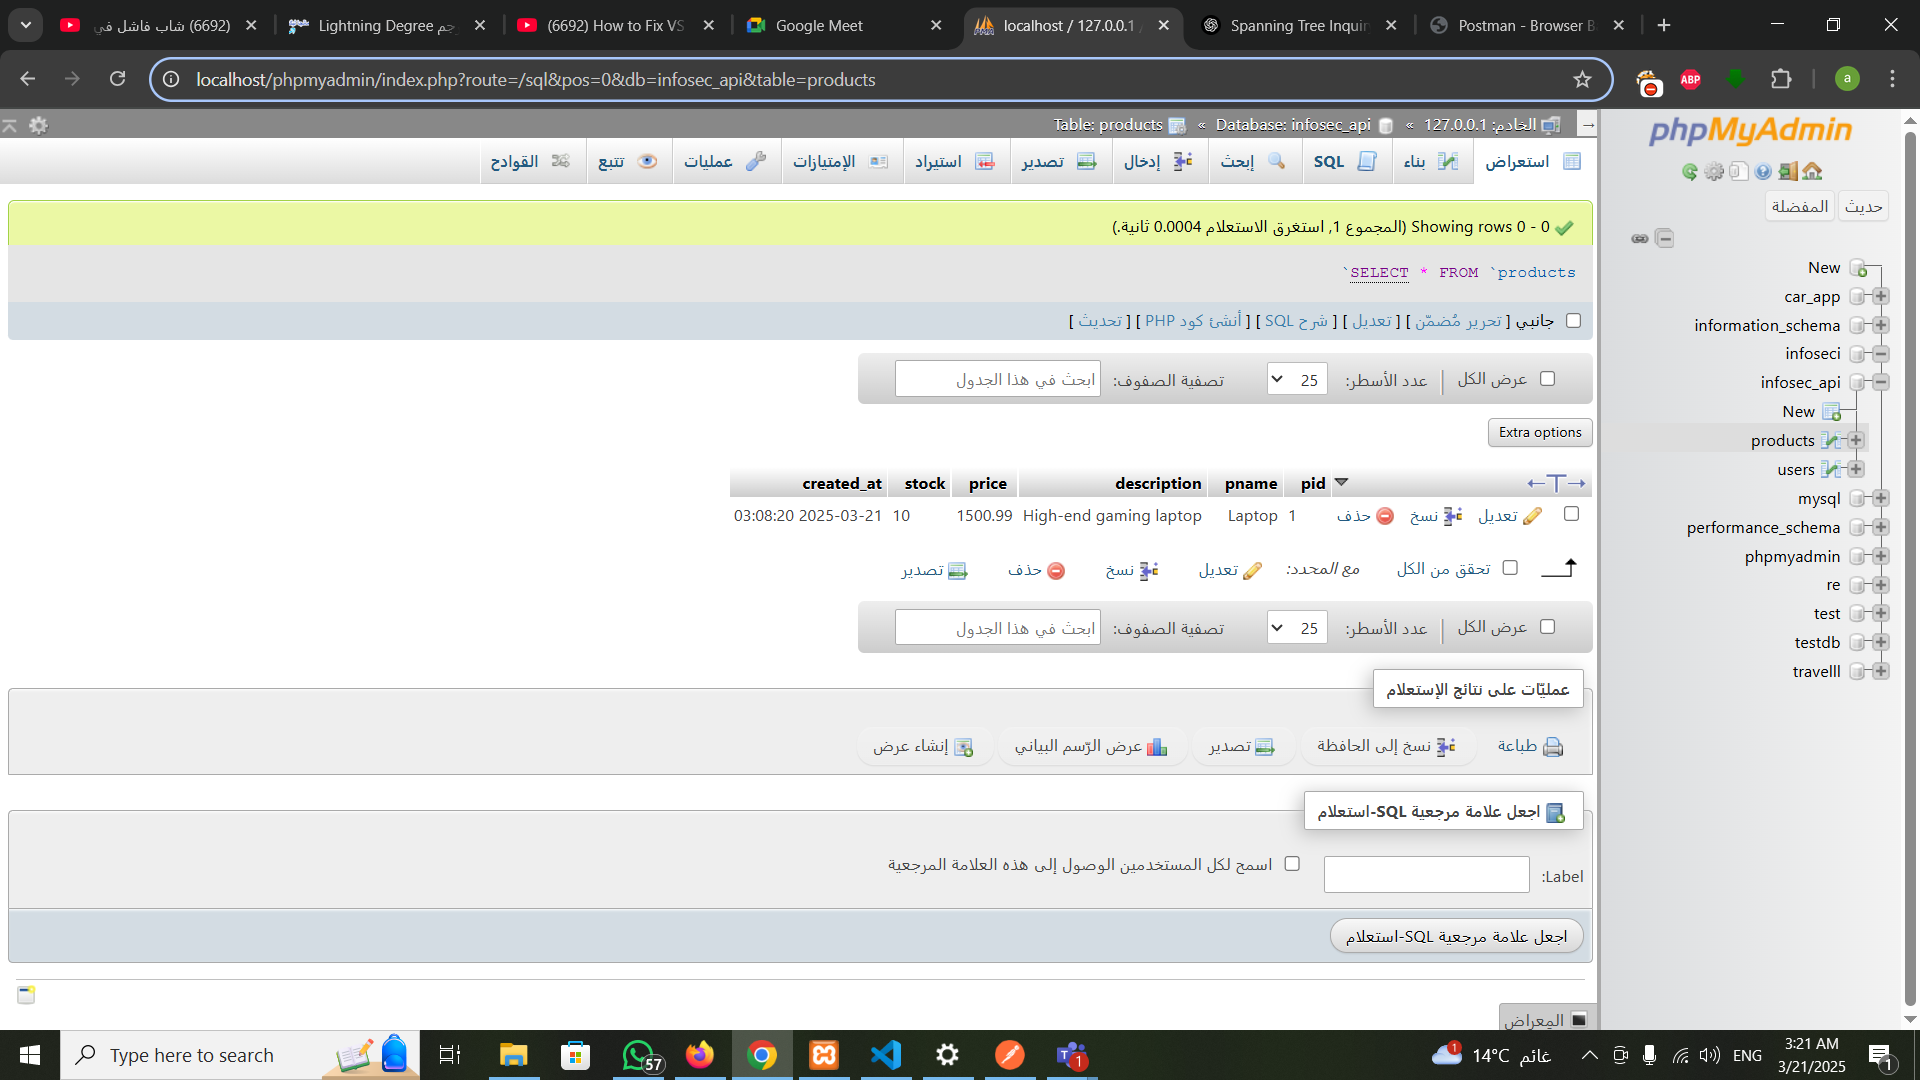 (6692) شاب فاشل في
Lightning Degree مترجم
(6692) How to Fix VS
Google Meet
localhost / 127.0.0.1 /
Spanning Tree Inquir
Postman - Browser B
localhost/phpmyadmin/index.php?route=/sql&pos=0&db=infosec_api&table=products
ABP
a
الخادم: 127.0.0.1 » Database: infosec_api » Table: products
استعراض
بناء
SQL
إبحث
إدخال
تصدير
استيراد
الإمتيازات
عمليات
تتبع
القوادح
Showing rows 0 - 0 (المجموع 1, استغرق الاستعلام 0.0004 ثانية.)
`SELECT * FROM `products
جانبي [ تحرير مُضمّن ] [ تعديل ] [ شرح SQL ] [ أنشئ كود PHP ] [ تحديث ]
عرض الكل | عدد الأسطر: 25 تصفية الصفوف: ابحث في هذا الجدول
Extra options
←T→ pid pname description price stock created_at
تعديل نسخ حذف 1 Laptop High-end gaming laptop 1500.99 10 2025-03-21 03:08:20
تحقق من الكل مع المحدد: تعديل نسخ حذف تصدير
عرض الكل | عدد الأسطر: 25 تصفية الصفوف: ابحث في هذا الجدول
عمليّات على نتائج الإستعلام
طباعة نسخ إلى الحافظة تصدير عرض الرّسم البياني إنشاء عرض
اجعل علامة مرجعية SQL-استعلام
Label: اسمح لكل المستخدمين الوصول إلى هذه العلامة المرجعية
اجعل علامة مرجعية SQL-استعلام
المِعراض
phpMyAdmin
حديث
المفضلة
New
car_app
information_schema
infoseci
infosec_api
New
products
users
mysql
performance_schema
phpmyadmin
re
test
testdb
travelll
Type here to search
57
1
1
14°C غائم
ENG
3:21 AM
3/21/2025
1